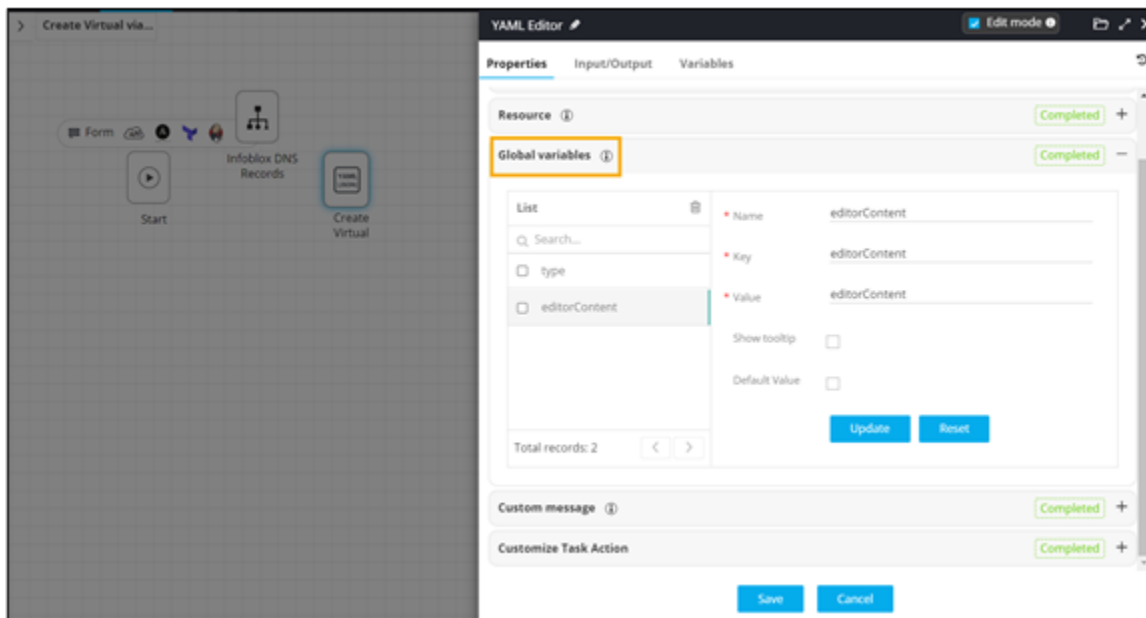 Create Virtual via...
YAML Editor
Edit mode
Properties
Input/Output
Variables
Form
Infoblox DNS
Records
Start
Create
Virtual
Resource
Completed
Global variables
Completed
List
Search...
type
editorContent
Total records: 2
* Name
editorContent
* Key
editorContent
* Value
editorContent
Show tooltip
Default Value
Update
Reset
Custom message
Completed
Customize Task Action
Completed
Save
Cancel